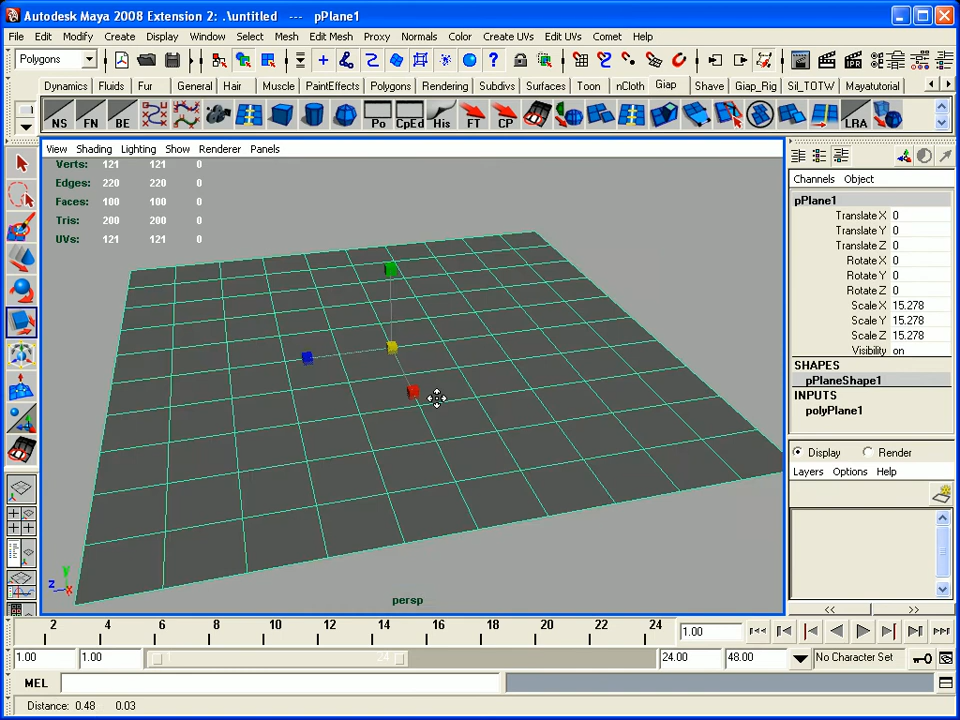 Autodesk Maya 2008 Extension 2: .\untitled --- pPlane1
File Edit Modify Create Display Window Select Mesh Edit Mesh Proxy Normals Color Create UVs Edit UVs Comet Help
Polygons
Dynamics Fluids Fur General Hair Muscle PaintEffects Polygons Rendering Subdivs Surfaces Toon nCloth Giap Shave Giap_Rig Sil_TOTW Mayatutorial
NS FN BE Po CpEd His FT CP LRA
View Shading Lighting Show Renderer Panels
Verts: 121 121 0
Edges: 220 220 0
Faces: 100 100 0
Tris: 200 200 0
UVs: 121 121 0
y
z x
persp
Channels Object
pPlane1
Translate X 0
Translate Y 0
Translate Z 0
Rotate X 0
Rotate Y 0
Rotate Z 0
Scale X 15.278
Scale Y 15.278
Scale Z 15.278
Visibility on
SHAPES
pPlaneShape1
INPUTS
polyPlane1
Display Render
Layers Options Help
<< >>
2 4 6 8 10 12 14 16 18 20 22 24 1.00
1.00 1.00 1 24 24.00 48.00 No Character Set
MEL
Distance: 0.48 0.03